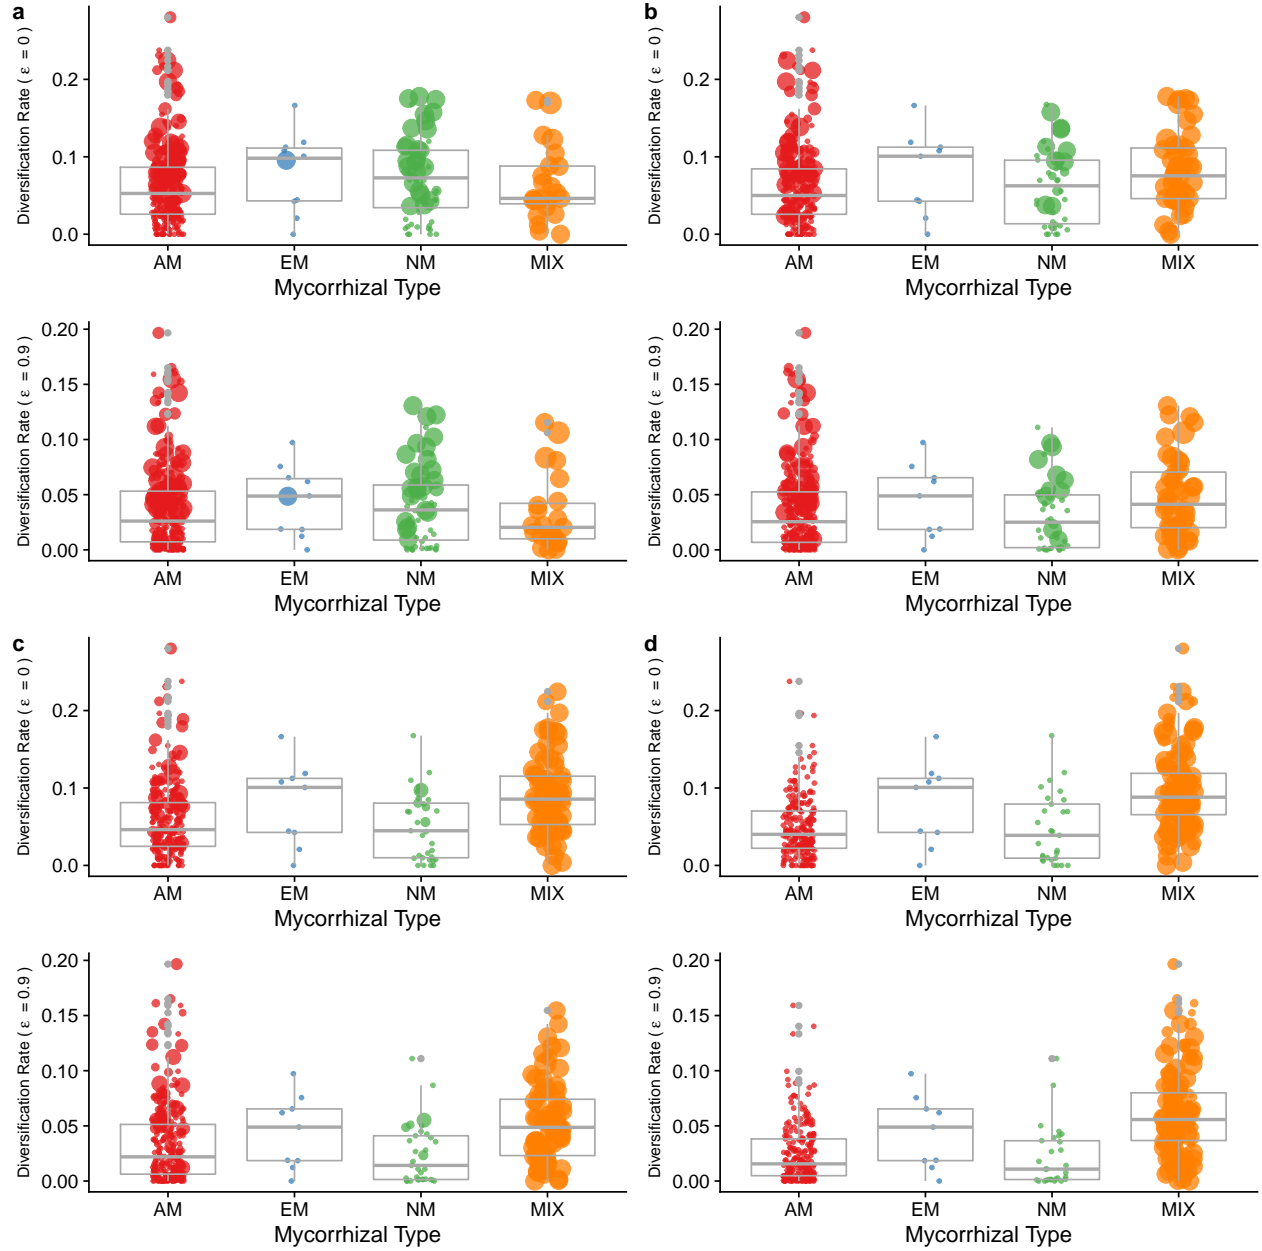 a
Diversification Rate ( ε = 0 )
0.2
0.1
0.0
AM EM NM MIX
Mycorrhizal Type
b
Diversification Rate ( ε = 0 )
0.2
0.1
0.0
AM EM NM MIX
Mycorrhizal Type
Diversification Rate ( ε = 0.9 )
0.20
0.15
0.10
0.05
0.00
AM EM NM MIX
Mycorrhizal Type
Diversification Rate ( ε = 0.9 )
0.20
0.15
0.10
0.05
0.00
AM EM NM MIX
Mycorrhizal Type
c
Diversification Rate ( ε = 0 )
0.2
0.1
0.0
AM EM NM MIX
Mycorrhizal Type
d
Diversification Rate ( ε = 0 )
0.2
0.1
0.0
AM EM NM MIX
Mycorrhizal Type
Diversification Rate ( ε = 0.9 )
0.20
0.15
0.10
0.05
0.00
AM EM NM MIX
Mycorrhizal Type
Diversification Rate ( ε = 0.9 )
0.20
0.15
0.10
0.05
0.00
AM EM NM MIX
Mycorrhizal Type